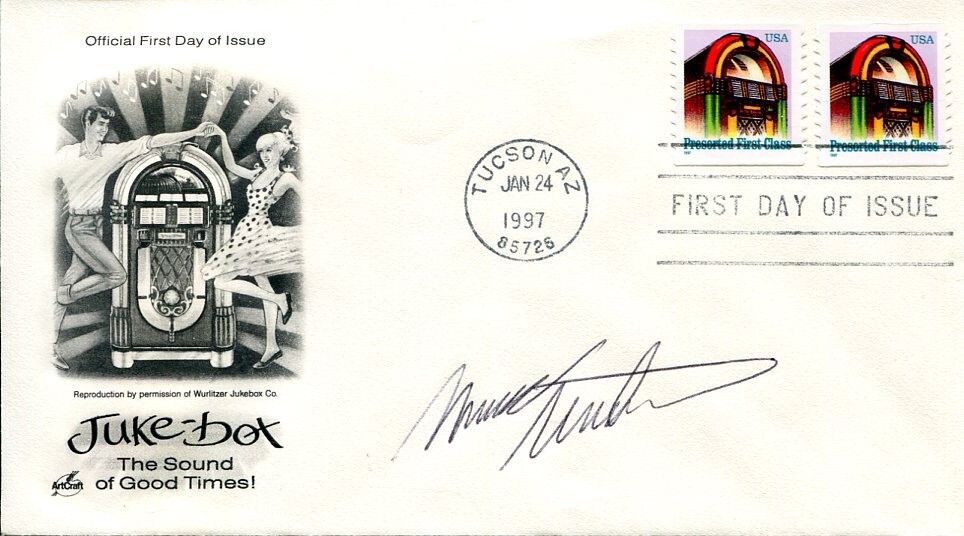 Official First Day of Issue
Reproduction by permission of Wurlitzer Jukebox Co.
Juke-box
The Sound
of Good Times!
ArtCraft
TUCSON AZ
JAN 24
1997
85726
USA
Presorted First-Class
1997
USA
Presorted First-Class
1997
FIRST DAY OF ISSUE